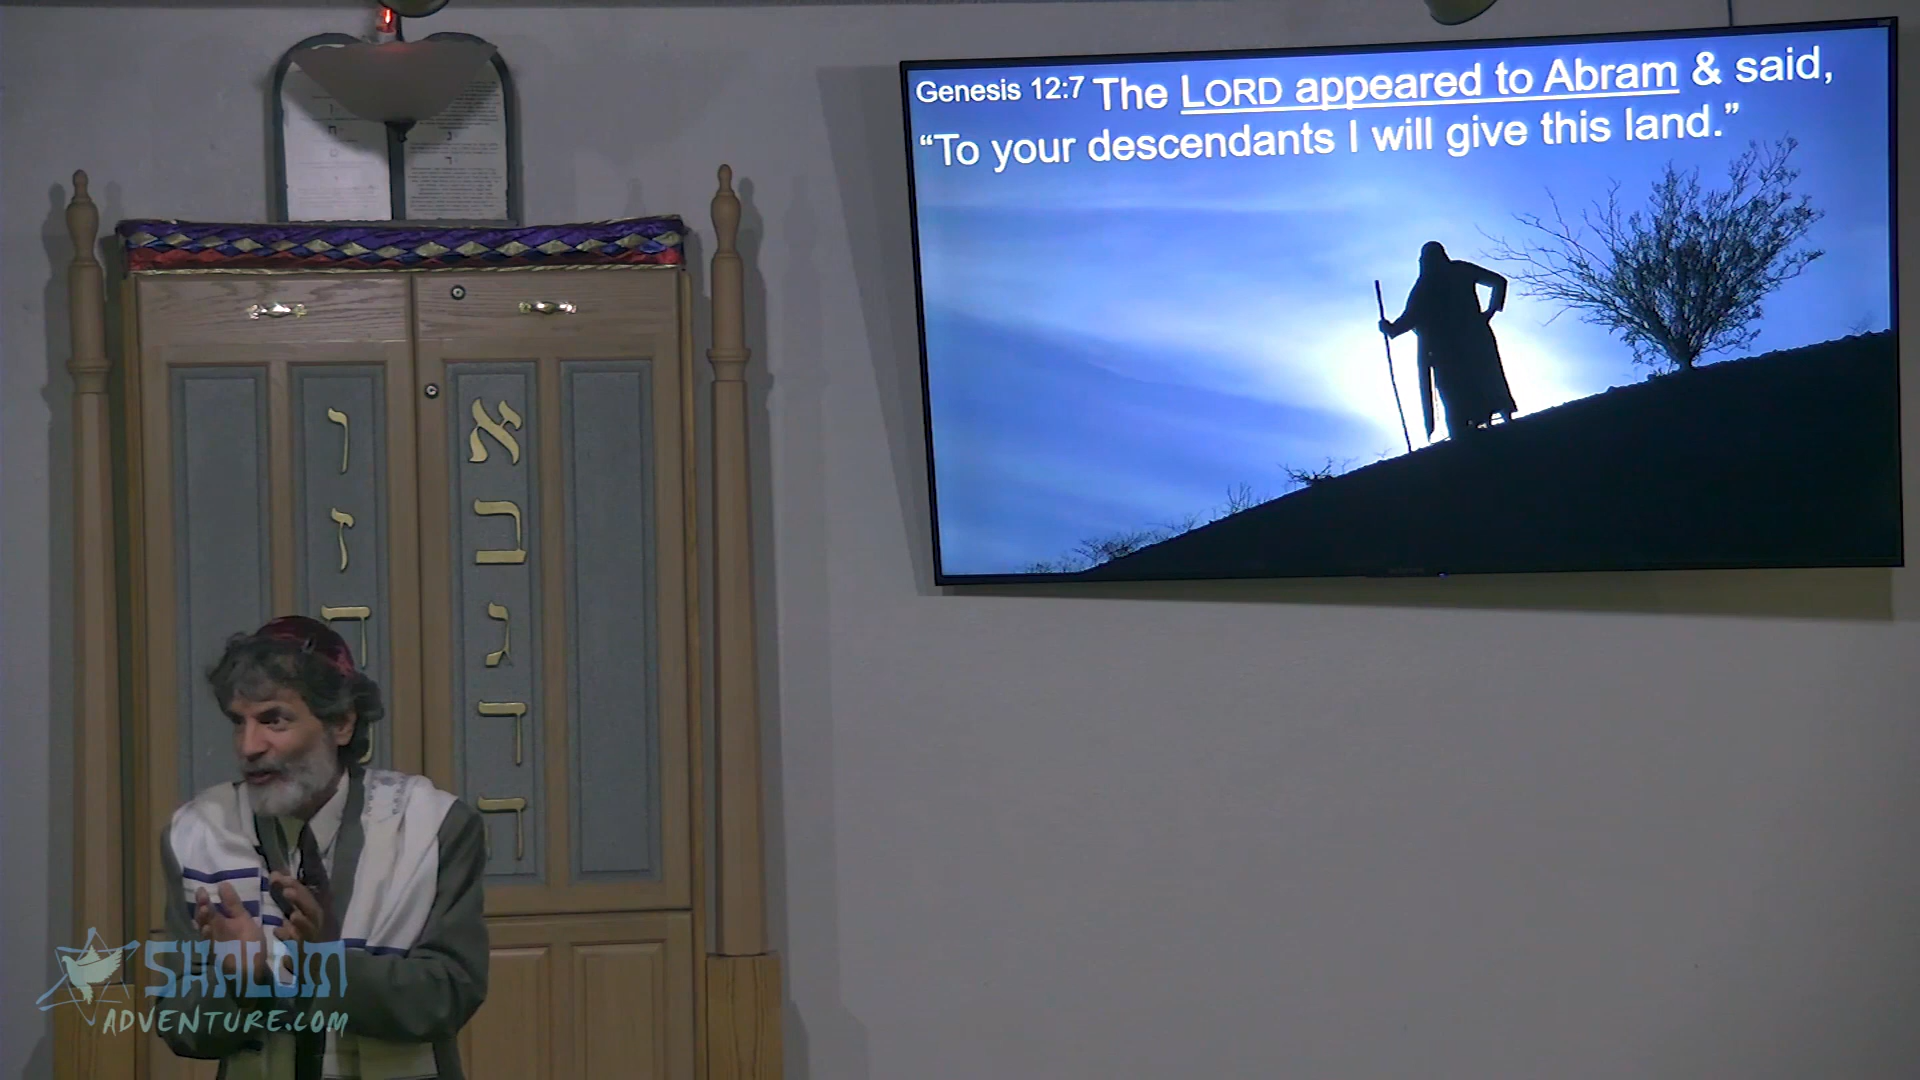 Genesis 12:7 The LORD appeared to Abram & said,
“To your descendants I will give this land.”
א
ב
ג
ד
ה
ו
ז
ח
SHALOM
ADVENTURE.COM